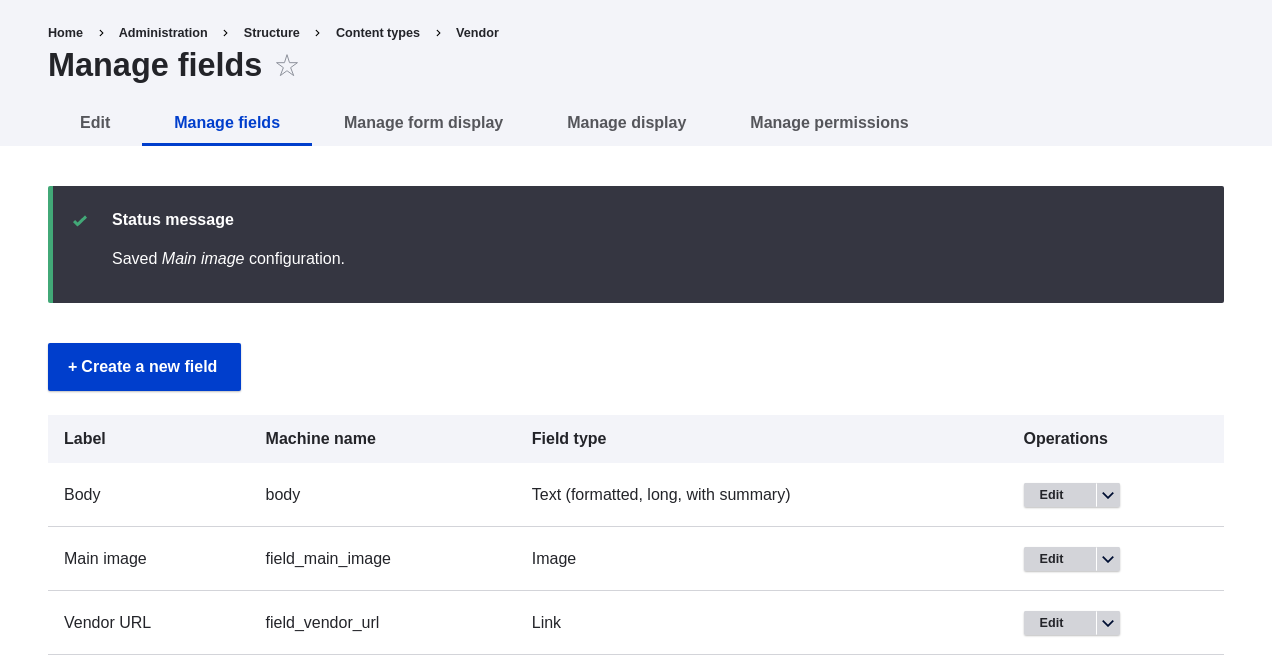 Home › Administration › Structure › Content types › Vendor
Manage fields ☆
Edit Manage fields Manage form display Manage display Manage permissions
Status message
Saved Main image configuration.
+ Create a new field
Label Machine name Field type Operations
Body body Text (formatted, long, with summary) Edit
Main image field_main_image Image Edit
Vendor URL field_vendor_url Link Edit